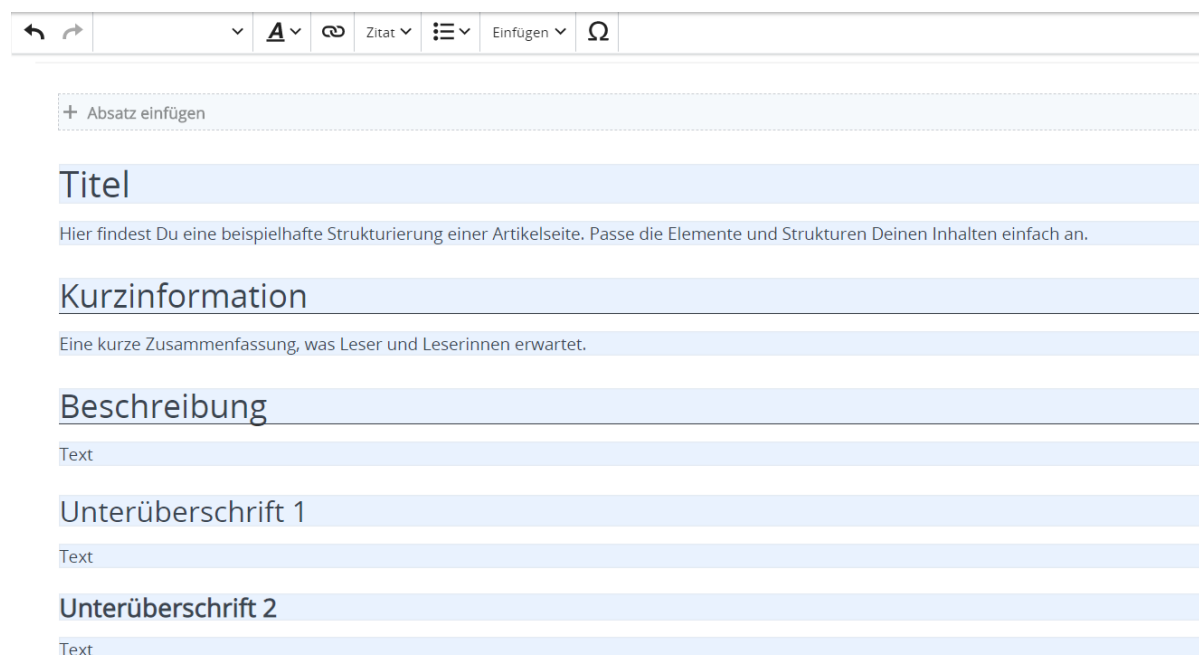 Zitat Einfügen Ω
+ Absatz einfügen
Titel
Hier findest Du eine beispielhafte Strukturierung einer Artikelseite. Passe die Elemente und Strukturen Deinen Inhalten einfach an.
Kurzinformation
Eine kurze Zusammenfassung, was Leser und Leserinnen erwartet.
Beschreibung
Text
Unterüberschrift 1
Text
Unterüberschrift 2
Text